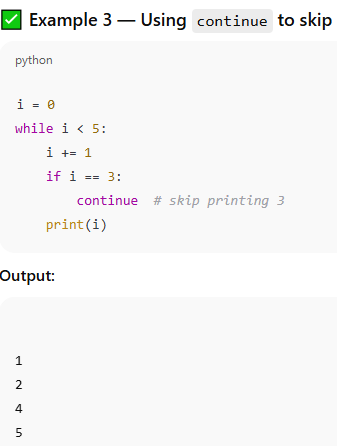 ✅ Example 3 — Using continue to skip
python
i = 0
while i < 5:
    i += 1
    if i == 3:
        continue  # skip printing 3
    print(i)
Output:
1
2
4
5